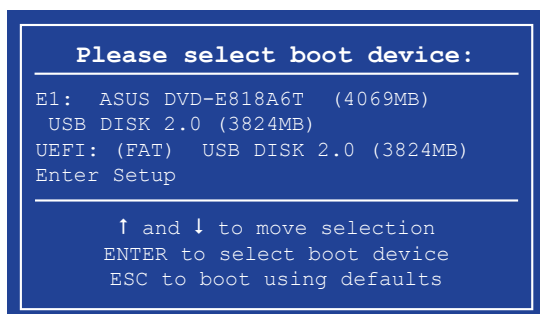 Please select boot device:
E1: ASUS DVD-E818A6T (4069MB)
USB DISK 2.0 (3824MB)
UEFI: (FAT) USB DISK 2.0 (3824MB)
Enter Setup
↑ and ↓ to move selection
ENTER to select boot device
ESC to boot using defaults